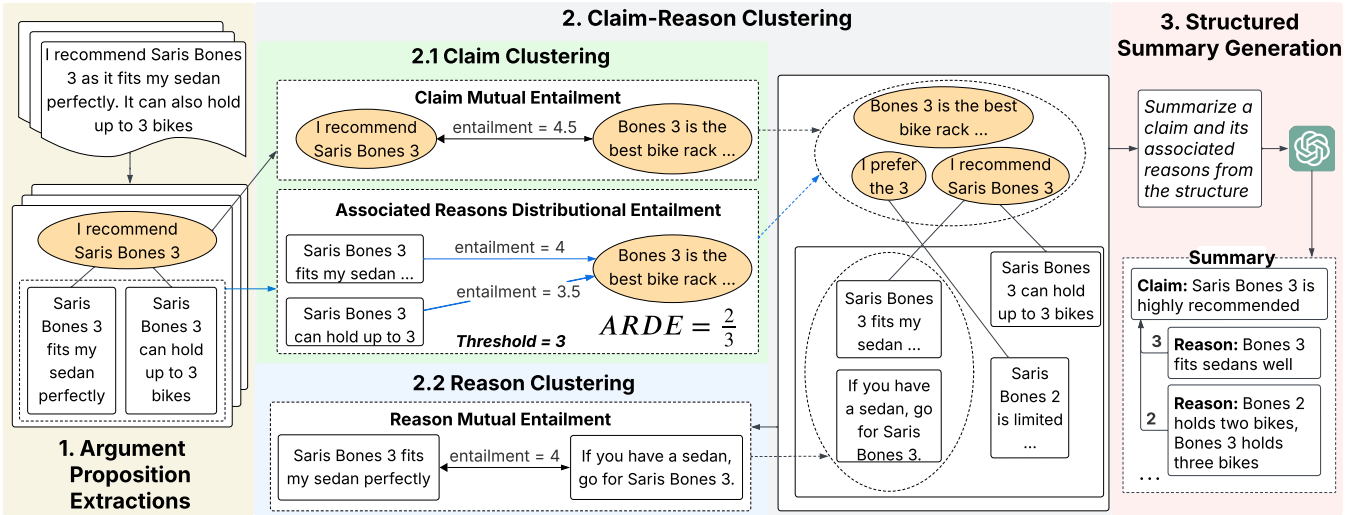 I recommend Saris Bones
3 as it fits my sedan
perfectly. It can also hold
up to 3 bikes
I recommend
Saris Bones 3
Saris
Bones 3
fits my
sedan
perfectly
Saris
Bones 3
can hold
up to 3
bikes
1. Argument
Proposition
Extractions
2. Claim-Reason Clustering
2.1 Claim Clustering
Claim Mutual Entailment
I recommend
Saris Bones 3
entailment = 4.5
Bones 3 is the
best bike rack ...
Associated Reasons Distributional Entailment
Saris Bones 3
fits my sedan ...
entailment = 4
Bones 3 is the
best bike rack ...
Saris Bones 3
can hold up to 3
entailment = 3.5
Threshold = 3
ARDE = 2/3
2.2 Reason Clustering
Reason Mutual Entailment
Saris Bones 3 fits
my sedan perfectly
entailment = 4
If you have a sedan,
go for Saris Bones 3.
Bones 3 is the best
bike rack ...
I prefer
the 3
I recommend
Saris Bones 3
Saris Bones
3 fits my
sedan ...
If you have
a sedan, go
for Saris
Bones 3.
Saris Bones
3 can hold
up to 3 bikes
Saris
Bones 2
is limited
...
3. Structured
Summary Generation
Summarize a
claim and its
associated
reasons from
the structure
Summary
Claim: Saris Bones 3 is
highly recommended
3
Reason: Bones 3
fits sedans well
2
Reason: Bones 2
holds two bikes,
Bones 3 holds
three bikes
...